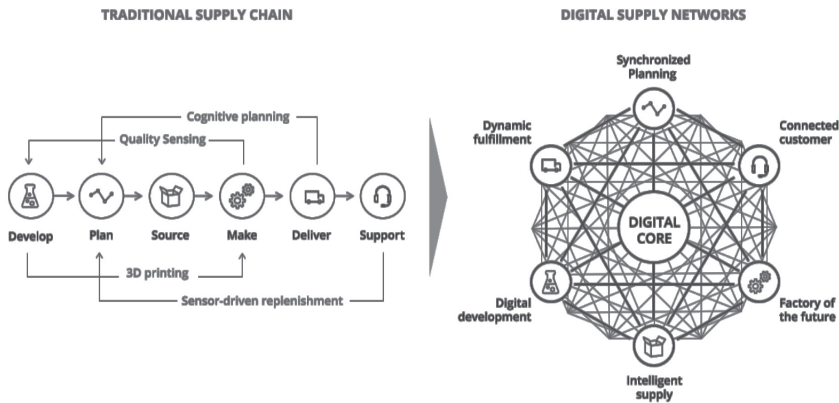 TRADITIONAL SUPPLY CHAIN
Cognitive planning
Quality Sensing
Develop
Plan
Source
Make
Deliver
Support
3D printing
Sensor-driven replenishment
DIGITAL SUPPLY NETWORKS
Synchronized
Planning
Dynamic
fulfillment
Connected
customer
DIGITAL
CORE
Digital
development
Factory of
the future
Intelligent
supply